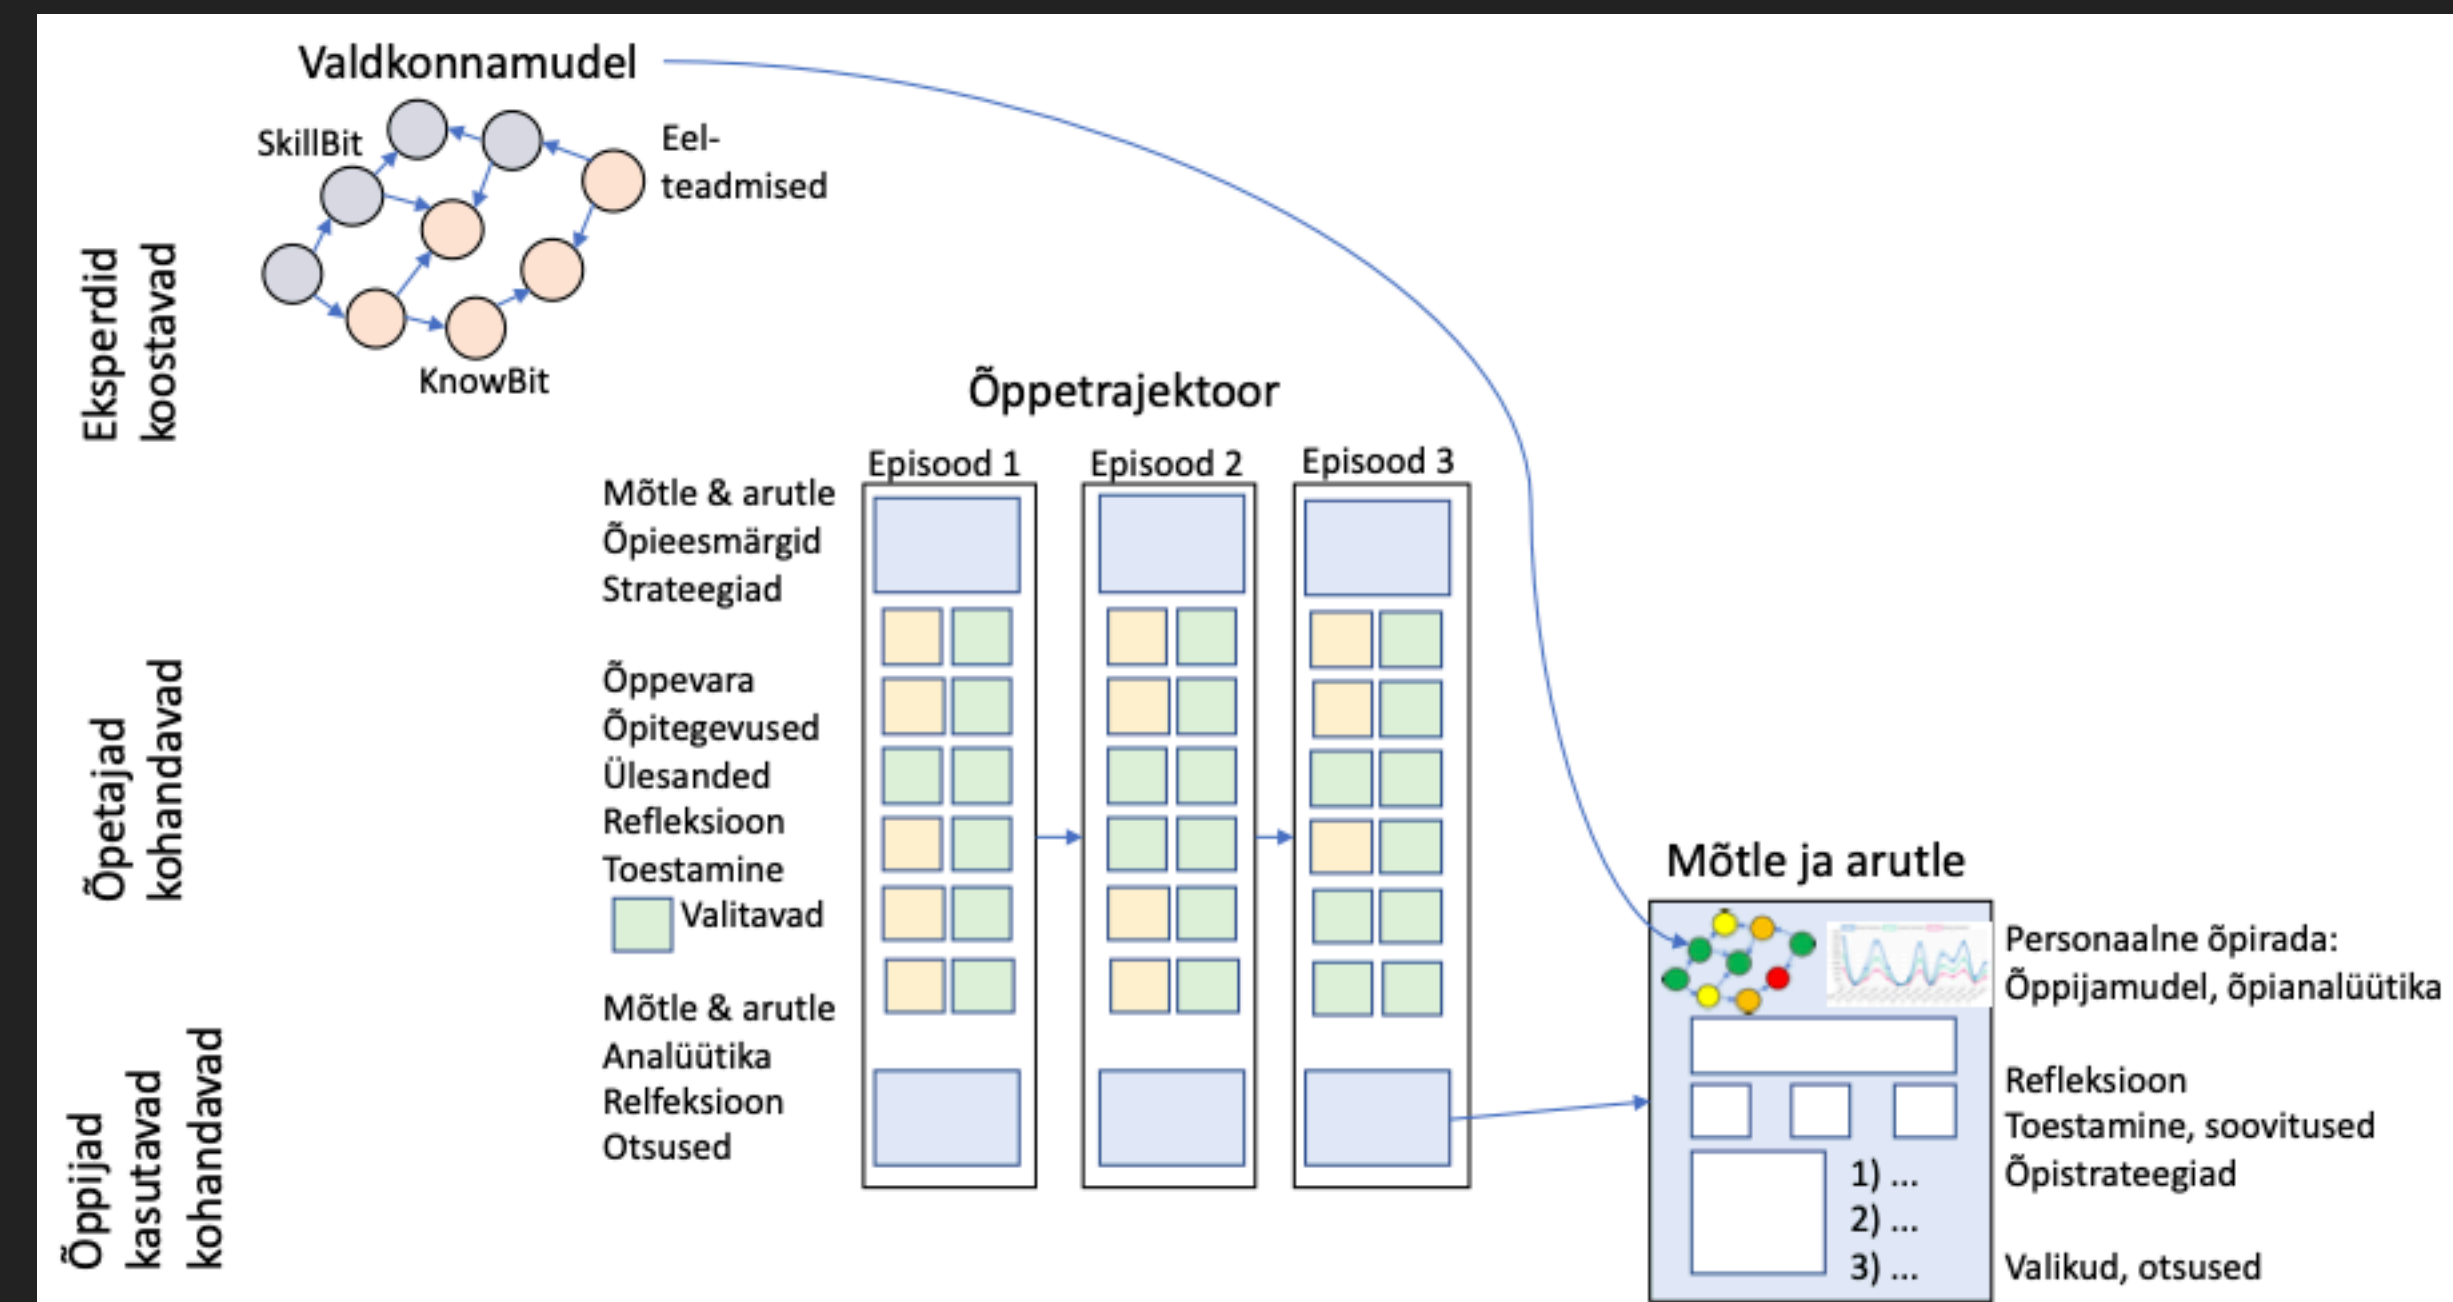 Valdkonnamudel
SkillBit
Eel-
teadmised
KnowBit
Eksperdid
koostavad
Õppetrajektoor
Episood 1
Episood 2
Episood 3
Mõtle & arutle
Õpieesmärgid
Strateegiad
Õpetajad
kohandavad
Õppevara
Õpitegevused
Ülesanded
Refleksioon
Toestamine
Valitavad
Õppijad
kasutavad
kohandavad
Mõtle & arutle
Analüütika
Relfeksioon
Otsused
Mõtle ja arutle
Personaalne õpirada:
Õppijamudel, õpianalüütika
Refleksioon
Toestamine, soovitused
Õpistrateegiad
1) ...
2) ...
3) ...
Valikud, otsused